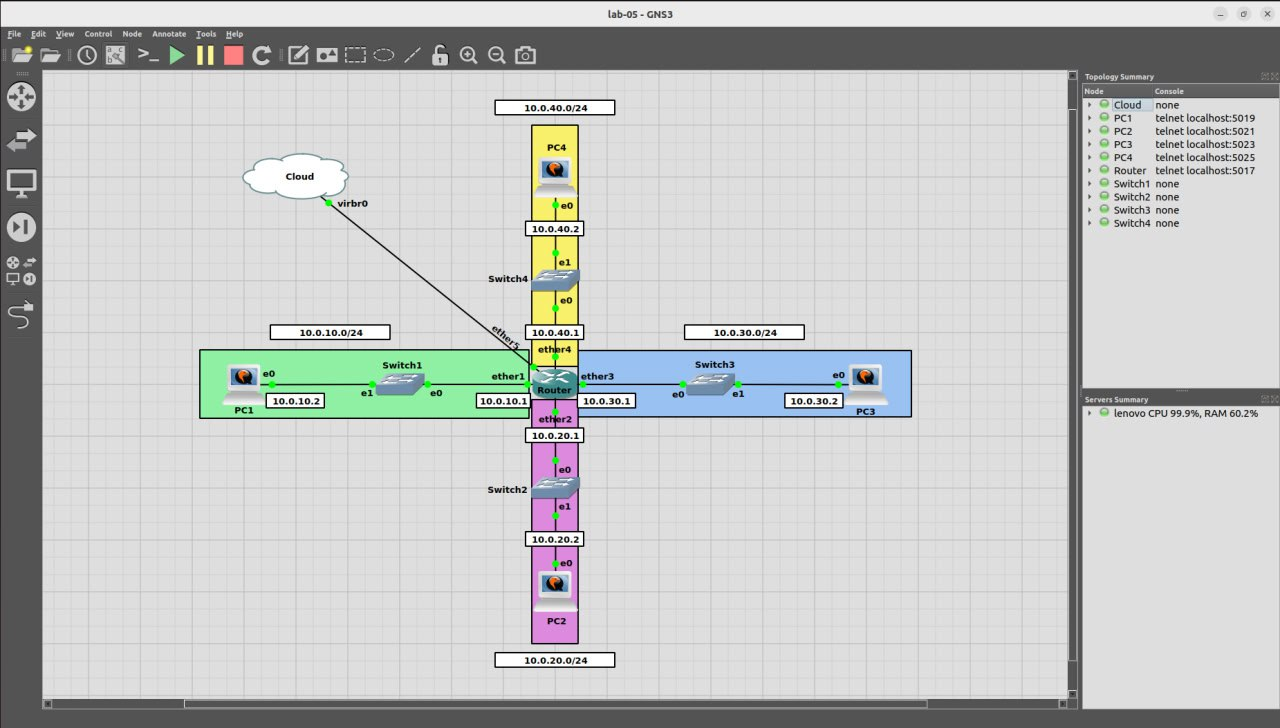 lab-05 - GNS3
File Edit View Control Node Annotate Tools Help
10.0.40.0/24
PC4
Cloud
virbr0
e0
10.0.40.2
e1
Switch4
e0
ether5
10.0.10.0/24
10.0.40.1
10.0.30.0/24
ether4
Switch1
Switch3
e0
ether1
ether3
e0
Router
e1
e0
e0
e1
PC1
10.0.10.2
10.0.10.1
10.0.30.1
10.0.30.2
PC3
ether2
10.0.20.1
e0
Switch2
e1
10.0.20.2
e0
PC2
10.0.20.0/24
Topology Summary
Node Console
Cloud none
PC1 telnet localhost:5019
PC2 telnet localhost:5021
PC3 telnet localhost:5023
PC4 telnet localhost:5025
Router telnet localhost:5017
Switch1 none
Switch2 none
Switch3 none
Switch4 none
Servers Summary
lenovo CPU 99.9%, RAM 60.2%